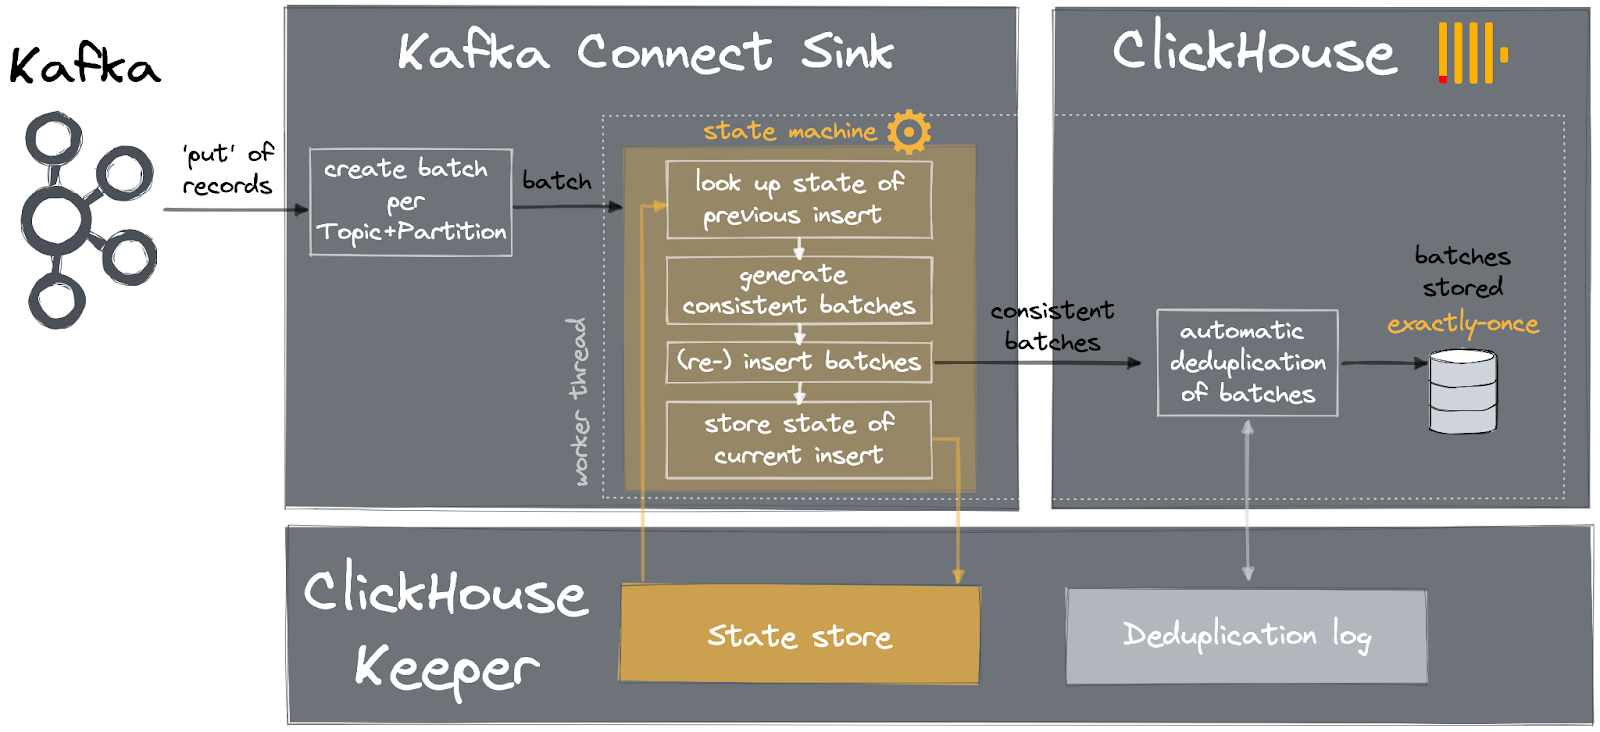 Kafka
'put' of
records
Kafka Connect Sink
create batch
per
Topic+Partition
batch
worker thread
state machine
look up state of
previous insert
generate
consistent batches
(re-) insert batches
store state of
current insert
consistent
batches
ClickHouse
automatic
deduplication
of batches
batches
stored
exactly-once
ClickHouse
Keeper
State store
Deduplication log